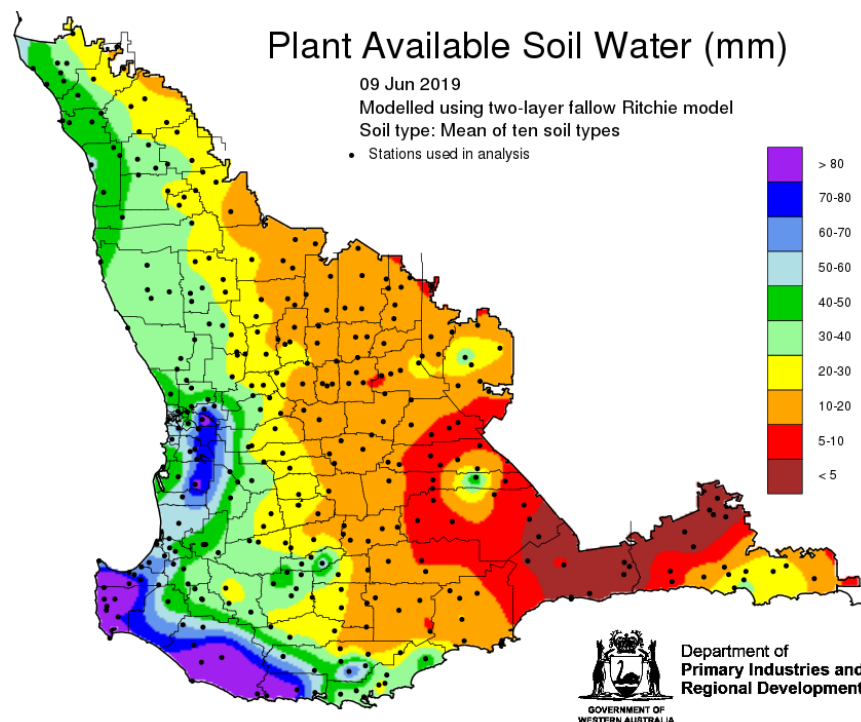 Plant Available Soil Water (mm)
09 Jun 2019
Modelled using two-layer fallow Ritchie model
Soil type: Mean of ten soil types
• Stations used in analysis
> 80
70-80
60-70
50-60
40-50
30-40
20-30
10-20
5-10
< 5
Department of
Primary Industries and
Regional Development
GOVERNMENT OF
WESTERN AUSTRALIA